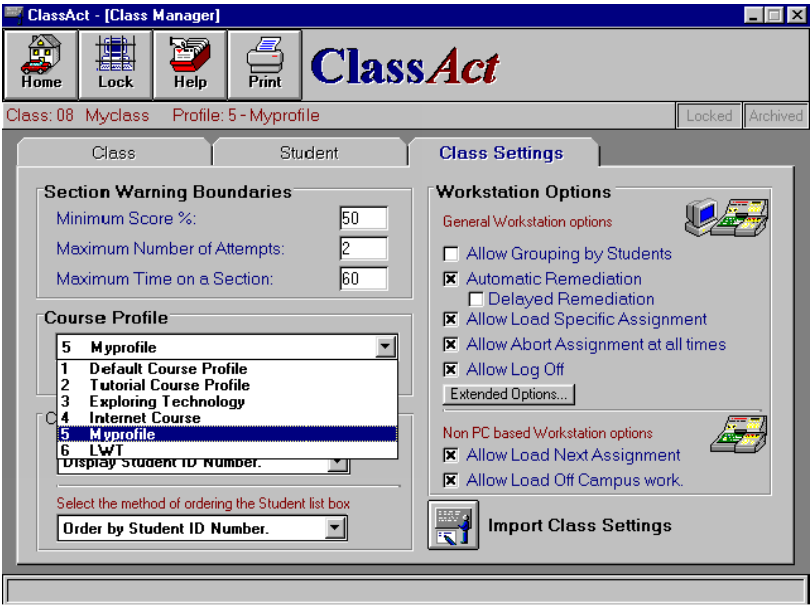 ClassAct - [Class Manager]
Home
Lock
Help
Print
ClassAct
Class: 08 Myclass Profile: 5 - Myprofile
Locked
Archived
Class
Student
Class Settings
Section Warning Boundaries
Minimum Score %: 50
Maximum Number of Attempts: 2
Maximum Time on a Section: 60
Course Profile
5 Myprofile
1 Default Course Profile
2 Tutorial Course Profile
3 Exploring Technology
4 Internet Course
5 Myprofile
6 LWT
Display Student ID Number.
Select the method of ordering the Student list box
Order by Student ID Number.
Workstation Options
General Workstation options
Allow Grouping by Students
Automatic Remediation
Delayed Remediation
Allow Load Specific Assignment
Allow Abort Assignment at all times
Allow Log Off
Extended Options...
Non PC based Workstation options
Allow Load Next Assignment
Allow Load Off Campus work.
Import Class Settings